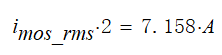 i_mos_rms·2 = 7.158·A